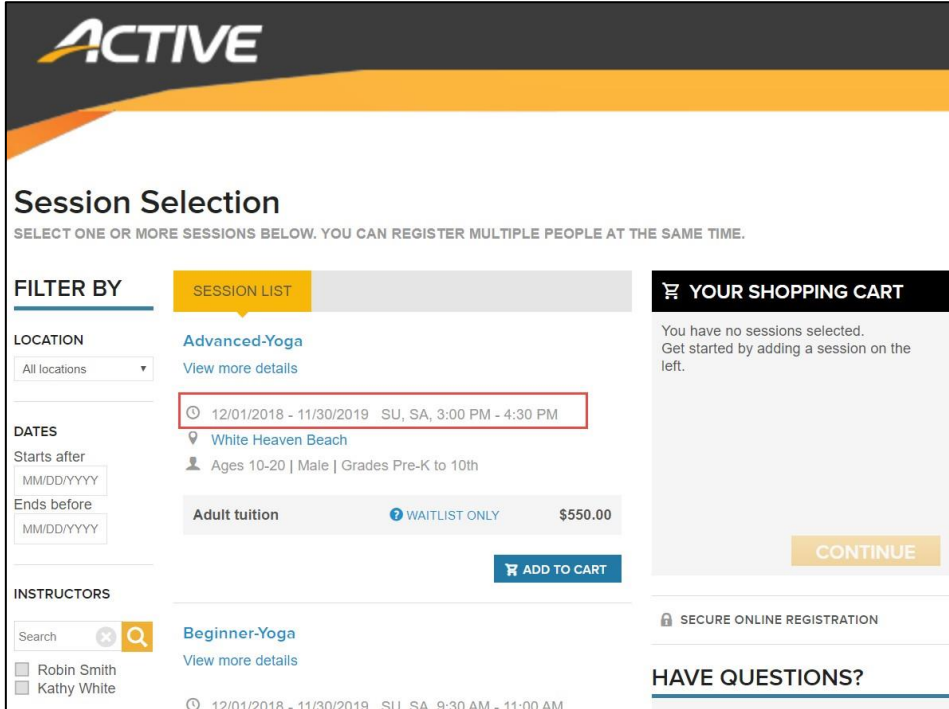 ACTIVE
Session Selection
SELECT ONE OR MORE SESSIONS BELOW. YOU CAN REGISTER MULTIPLE PEOPLE AT THE SAME TIME.
FILTER BY
LOCATION
All locations
DATES
Starts after
MM/DD/YYYY
Ends before
MM/DD/YYYY
INSTRUCTORS
Search
Robin Smith
Kathy White
SESSION LIST
Advanced-Yoga
View more details
12/01/2018 - 11/30/2019 SU, SA, 3:00 PM - 4:30 PM
White Heaven Beach
Ages 10-20 | Male | Grades Pre-K to 10th
Adult tuition ? WAITLIST ONLY $550.00
ADD TO CART
Beginner-Yoga
View more details
12/01/2018 - 11/30/2019 SU, SA, 9:30 AM - 11:00 AM
YOUR SHOPPING CART
You have no sessions selected.
Get started by adding a session on the
left.
CONTINUE
SECURE ONLINE REGISTRATION
HAVE QUESTIONS?